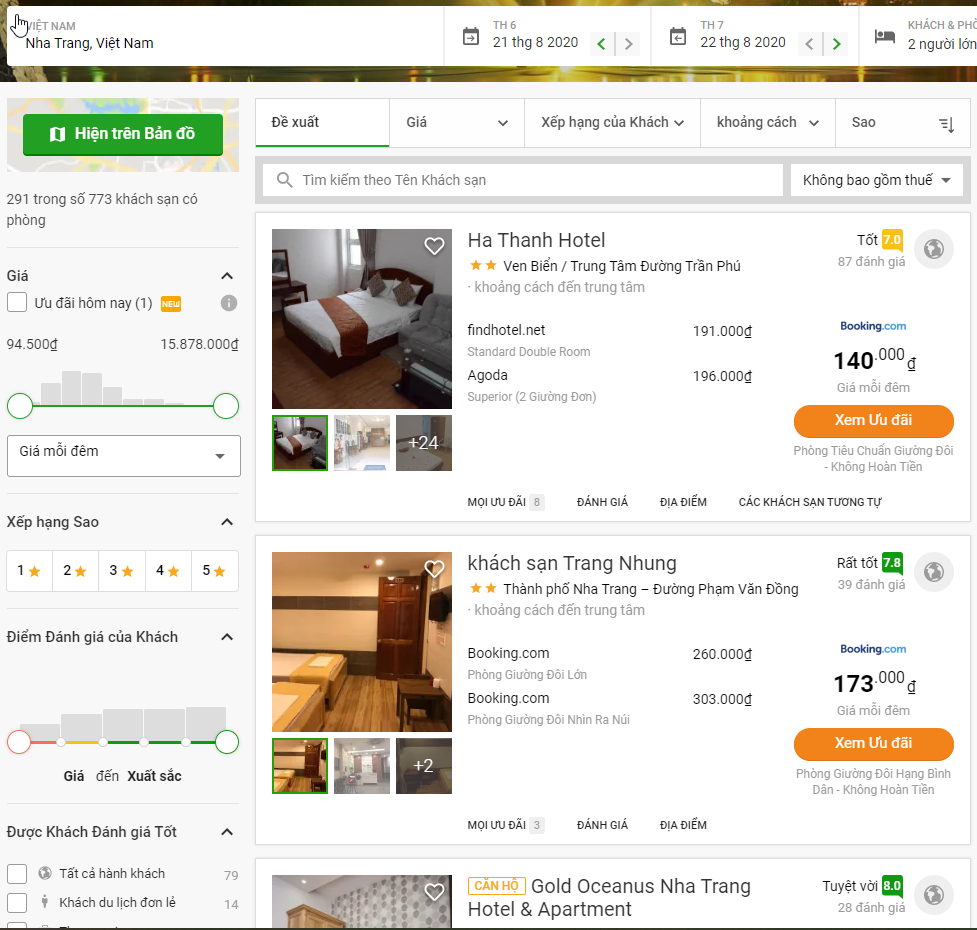 VIỆT NAM
Nha Trang, Việt Nam
TH 6
21 thg 8 2020
TH 7
22 thg 8 2020
KHÁCH &
2 người
Hiện trên Bản đồ
291 trong số 773 khách sạn có
phòng
Giá
Ưu đãi hôm nay (1) NEW
94.500₫ 15.878.000₫
Giá mỗi đêm
Xếp hạng Sao
1 2 3 4 5
Điểm Đánh giá của Khách
Giá đến Xuất sắc
Được Khách Đánh giá Tốt
Tất cả hành khách 79
Khách du lịch đơn lẻ 14
Đề xuất Giá Xếp hạng của Khách khoảng cách Sao
Tìm kiếm theo Tên Khách sạn Không bao gồm thuế
Ha Thanh Hotel
Ven Biển / Trung Tâm Đường Trần Phú
· khoảng cách đến trung tâm
Tốt 7.0
87 đánh giá
findhotel.net 191.000₫
Standard Double Room
Agoda 196.000₫
Superior (2 Giường Đơn)
Booking.com
140.000₫
Giá mỗi đêm
Xem Ưu đãi
Phòng Tiêu Chuẩn Giường Đôi
- Không Hoàn Tiền
+24
MỌI ƯU ĐÃI 8 ĐÁNH GIÁ ĐỊA ĐIỂM CÁC KHÁCH SẠN TƯƠNG TỰ
khách sạn Trang Nhung
Thành phố Nha Trang – Đường Phạm Văn Đồng
· khoảng cách đến trung tâm
Rất tốt 7.8
39 đánh giá
Booking.com 260.000₫
Phòng Giường Đôi Lớn
Booking.com 303.000₫
Phòng Giường Đôi Nhìn Ra Núi
Booking.com
173.000₫
Giá mỗi đêm
Xem Ưu đãi
Phòng Giường Đôi Hạng Bình
Dân - Không Hoàn Tiền
+2
MỌI ƯU ĐÃI 3 ĐÁNH GIÁ ĐỊA ĐIỂM
CĂN HỘ Gold Oceanus Nha Trang
Hotel & Apartment
Tuyệt vời 8.0
28 đánh giá